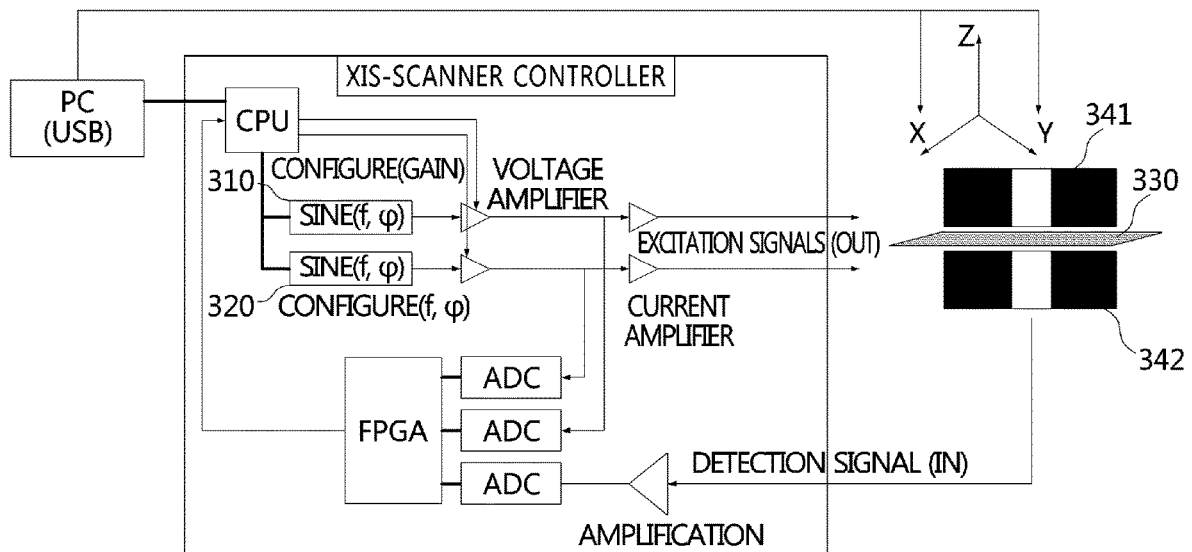 XIS-SCANNER CONTROLLER
PC
(USB)
CPU
Z
X
Y
341
330
342
CONFIGURE(GAIN)
VOLTAGE
AMPLIFIER
310
SINE(f, φ)
EXCITATION SIGNALS (OUT)
SINE(f, φ)
320
CONFIGURE(f, φ)
CURRENT
AMPLIFIER
ADC
FPGA
ADC
ADC
DETECTION SIGNAL (IN)
AMPLIFICATION